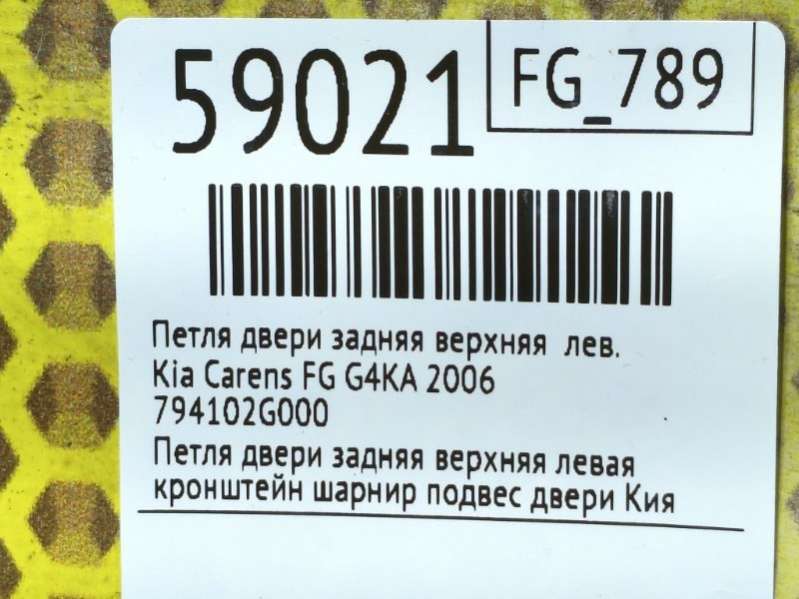 59021
FG_789
Петля двери задняя верхняя лев.
Kia Carens FG G4KA 2006
794102G000
Петля двери задняя верхняя левая
кронштейн шарнир подвес двери Кия